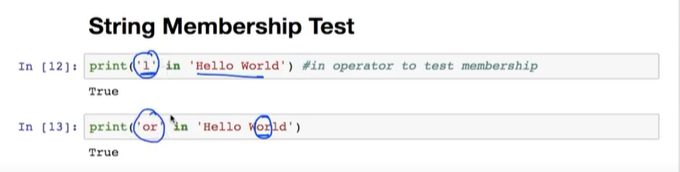 String Membership Test
In [12]: print('l' in 'Hello World') #in operator to test membership
True
In [13]: print('or' in 'Hello World')
True